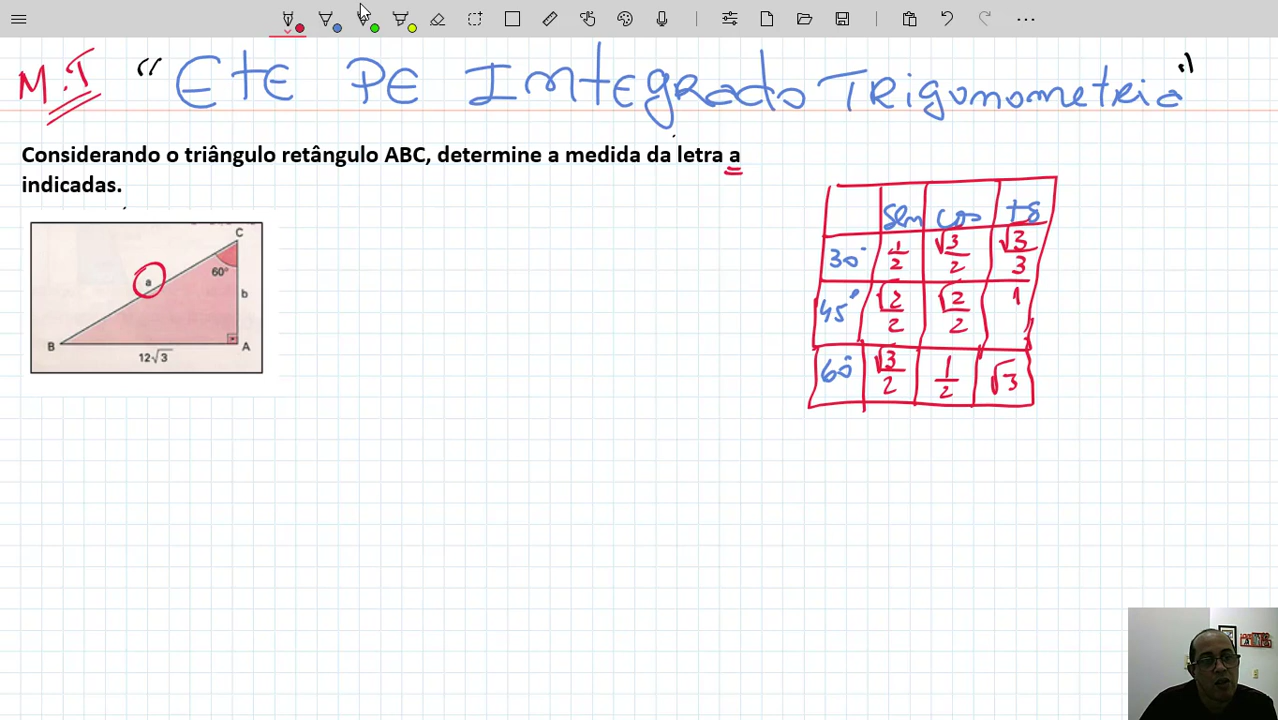 M.T "ETE PE Integrado Trigonometria"
Considerando o triângulo retângulo ABC, determine a medida da letra a
indicadas.
C
60°
a
b
B
A
12√3
sen cos tg
30° 1/2 √3/2 √3/3
45° √2/2 √2/2 1
60° √3/2 1/2 √3